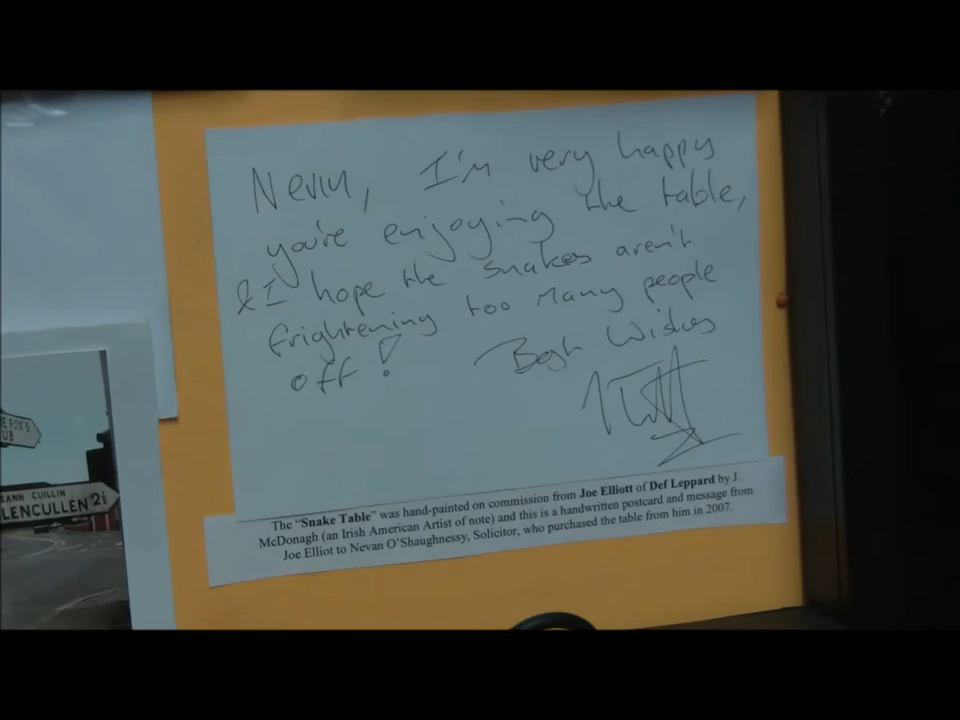 Nevin, I'm very happy
you're enjoying the table,
& I hope the snakes aren't
frightening too many people
off!
Best Wishes
The “Snake Table” was hand-painted on commission from Joe Elliott of Def Leppard by J.
McDonagh (an Irish American Artist of note) and this is a handwritten postcard and message from
Joe Elliot to Nevan O’Shaughnessy, Solicitor, who purchased the table from him in 2007.
E FOX'S
UB
EANN CUILLIN
LENCULLEN 2½